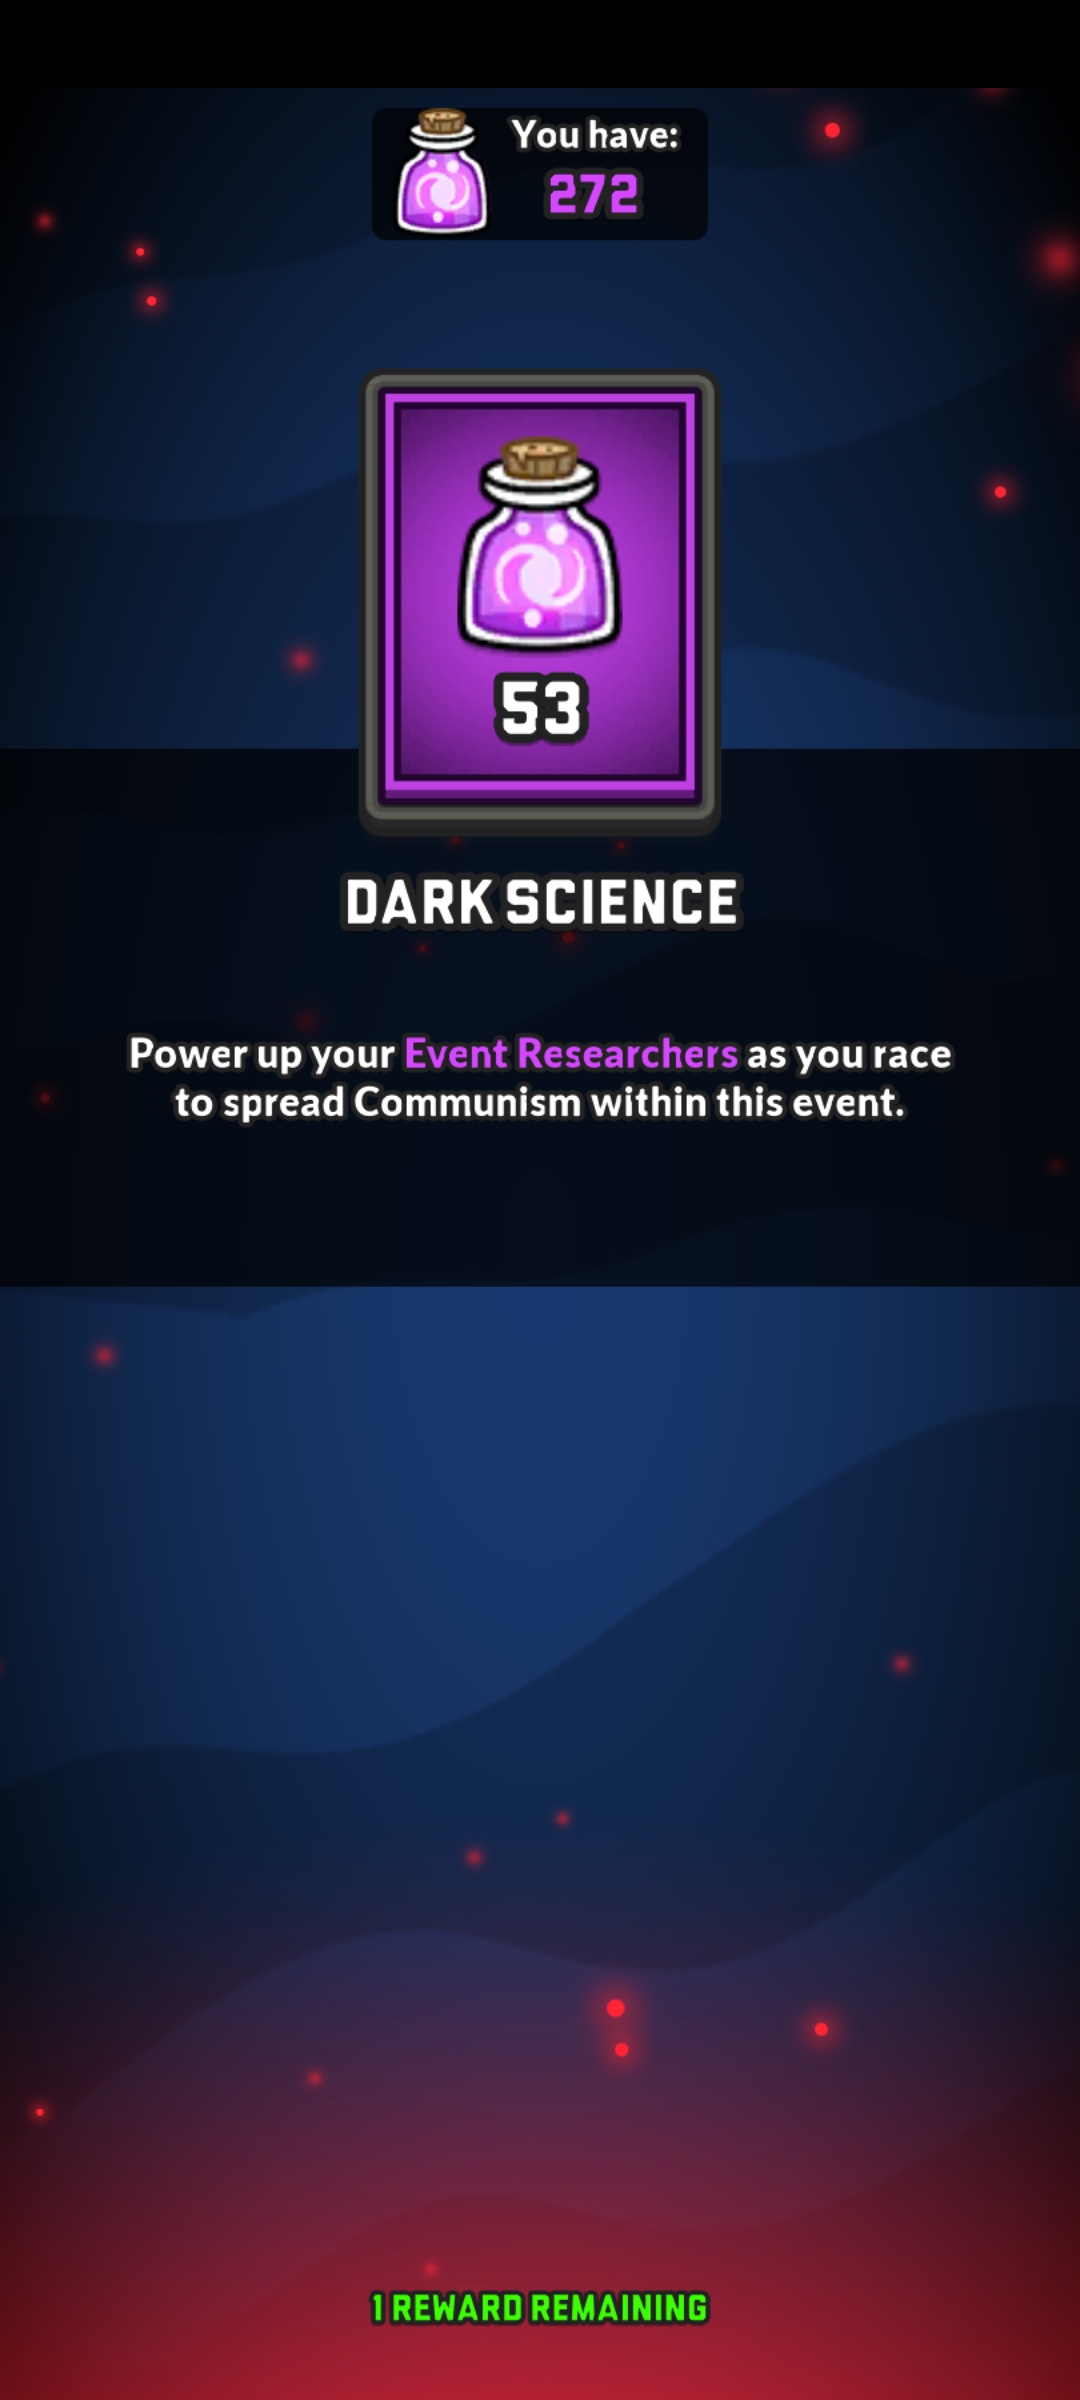 You have:
272
53
DARK SCIENCE
Power up your Event Researchers as you race
to spread Communism within this event.
1 REWARD REMAINING